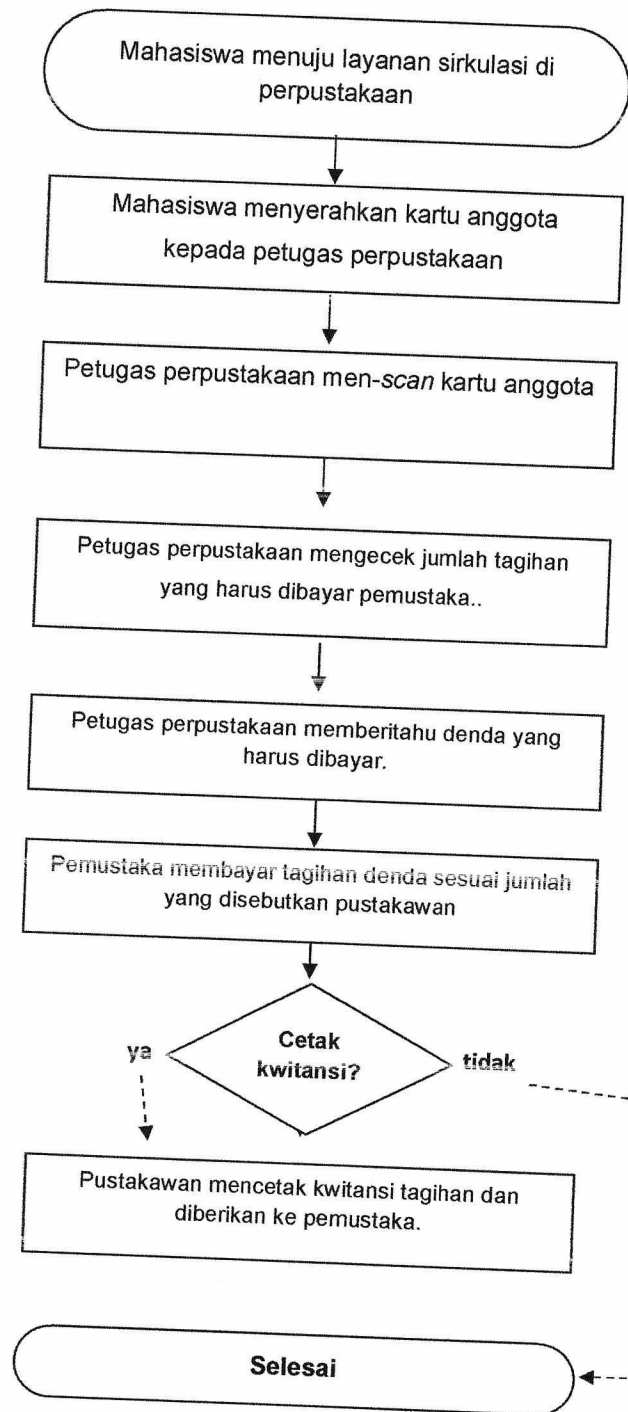 Mahasiswa menuju layanan sirkulasi di
perpustakaan
Mahasiswa menyerahkan kartu anggota
kepada petugas perpustakaan
Petugas perpustakaan men-scan kartu anggota
Petugas perpustakaan mengecek jumlah tagihan
yang harus dibayar pemustaka..
Petugas perpustakaan memberitahu denda yang
harus dibayar.
Pemustaka membayar tagihan denda sesuai jumlah
yang disebutkan pustakawan
Cetak
kwitansi?
ya
tidak
Pustakawan mencetak kwitansi tagihan dan
diberikan ke pemustaka.
Selesai